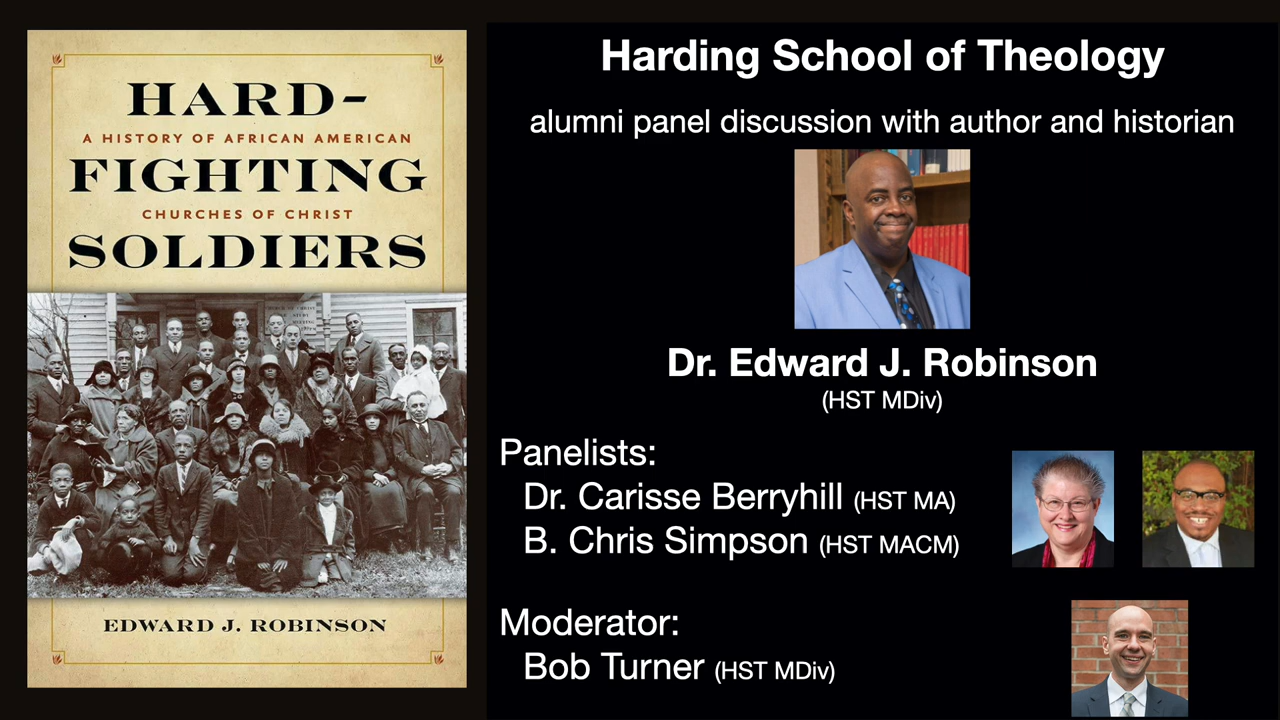 HARD-
A HISTORY OF AFRICAN AMERICAN
FIGHTING
CHURCHES OF CHRIST
SOLDIERS
EDWARD J. ROBINSON
Harding School of Theology
alumni panel discussion with author and historian
Dr. Edward J. Robinson
(HST MDiv)
Panelists:
Dr. Carisse Berryhill (HST MA)
B. Chris Simpson (HST MACM)
Moderator:
Bob Turner (HST MDiv)